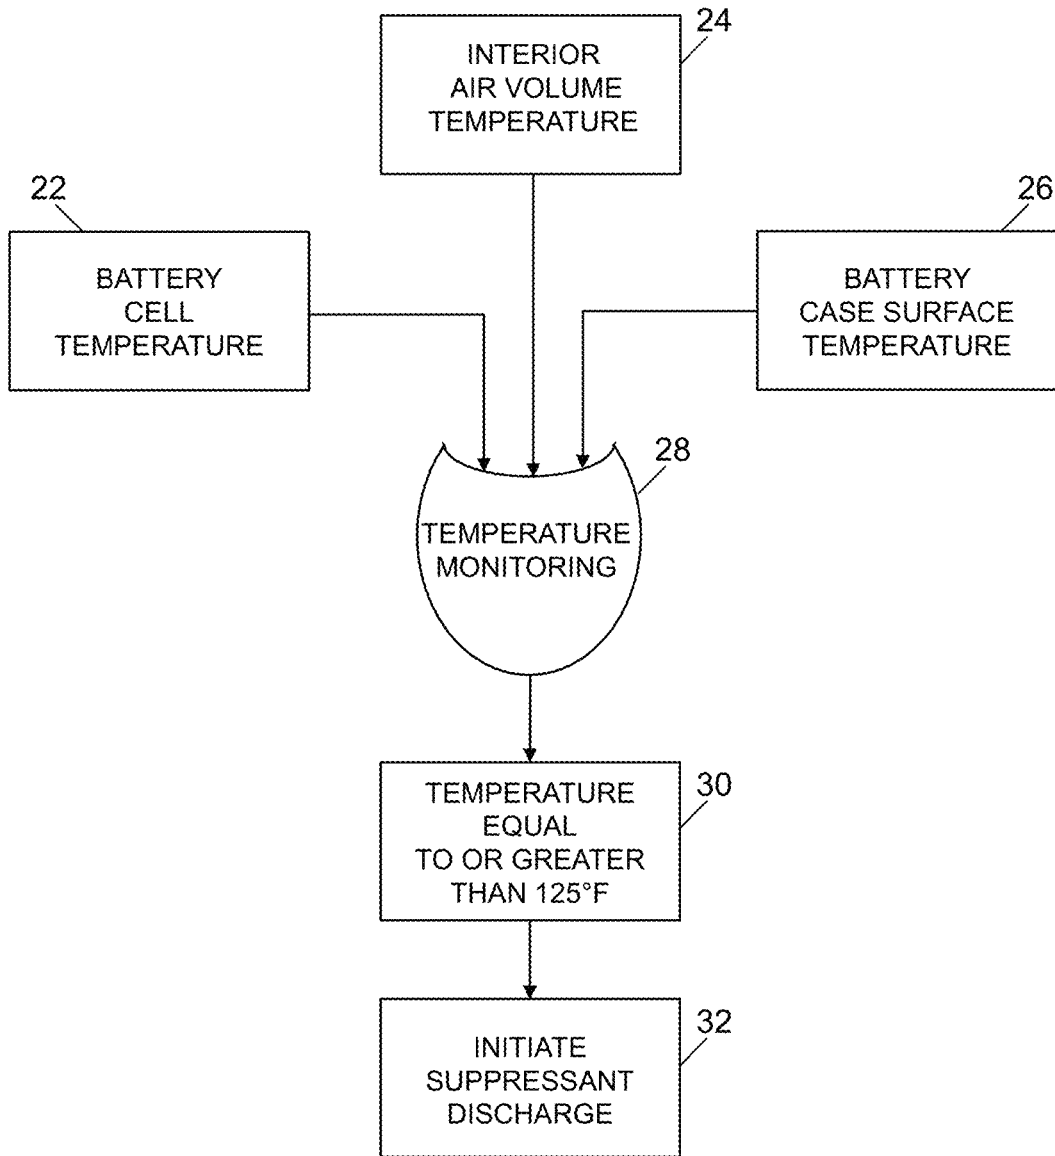 24
INTERIOR
AIR VOLUME
TEMPERATURE
22
BATTERY
CELL
TEMPERATURE
26
BATTERY
CASE SURFACE
TEMPERATURE
28
TEMPERATURE
MONITORING
30
TEMPERATURE
EQUAL
TO OR GREATER
THAN 125°F
32
INITIATE
SUPPRESSANT
DISCHARGE